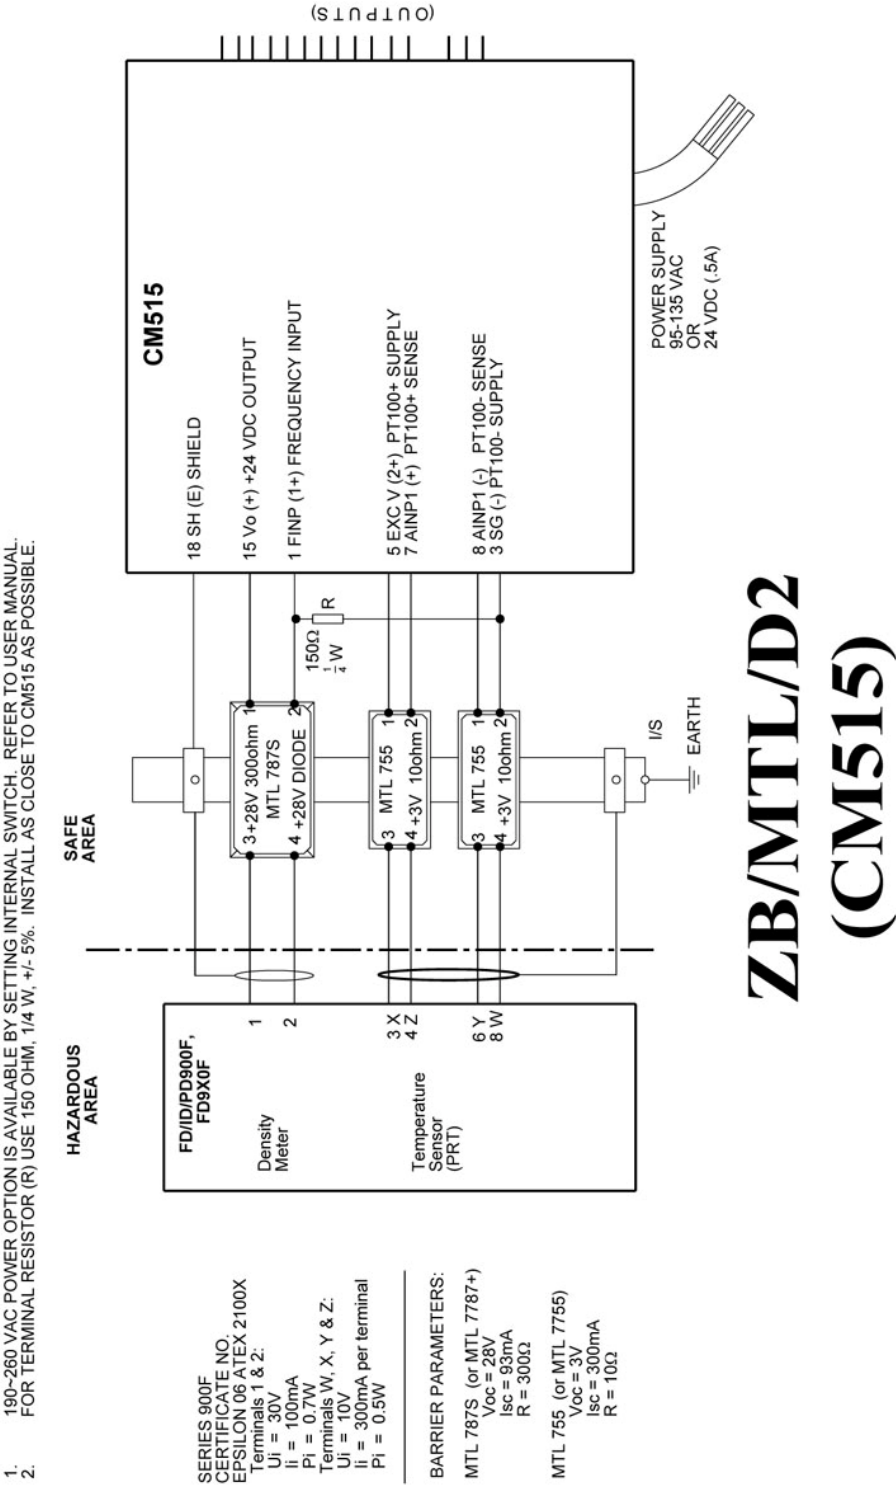 1. 190~260 VAC POWER OPTION IS AVAILABLE BY SETTING INTERNAL SWITCH. REFER TO USER MANUAL.
2. FOR TERMINAL RESISTOR (R) USE 150 OHM, 1/4 W, +/- 5%. INSTALL AS CLOSE TO CM515 AS POSSIBLE.
HAZARDOUS
AREA
SAFE
AREA
FD/ID/PD900F,
FD9X0F
Density
Meter
1
2
Temperature
Sensor
(PRT)
3 X
4 Z
6 Y
8 W
3+28V 300ohm 1
MTL 787S
4 +28V DIODE 2
3 MTL 755 1
4 +3V 10ohm 2
3 MTL 755 1
4 +3V 10ohm 2
I/S
EARTH
150Ω
1/4 W
R
CM515
18 SH (E) SHIELD
15 Vo (+) +24 VDC OUTPUT
1 FINP (1+) FREQUENCY INPUT
5 EXC V (2+) PT100+ SUPPLY
7 AINP1 (+) PT100+ SENSE
8 AINP1 (-) PT100- SENSE
3 SG (-) PT100- SUPPLY
(OUTPUTS)
POWER SUPPLY
95-135 VAC
OR
24 VDC (.5A)
SERIES 900F
CERTIFICATE NO.
EPSILON 06 ATEX 2100X
Terminals 1 & 2:
Ui = 30V
Ii = 100mA
Pi = 0.7W
Terminals W, X, Y & Z:
Ui = 10V
Ii = 300mA per terminal
Pi = 0.5W
BARRIER PARAMETERS:
MTL 787S (or MTL 7787+)
Voc = 28V
Isc = 93mA
R = 300Ω
MTL 755 (or MTL 7755)
Voc = 3V
Isc = 300mA
R = 10Ω
ZB/MTL/D2
(CM515)